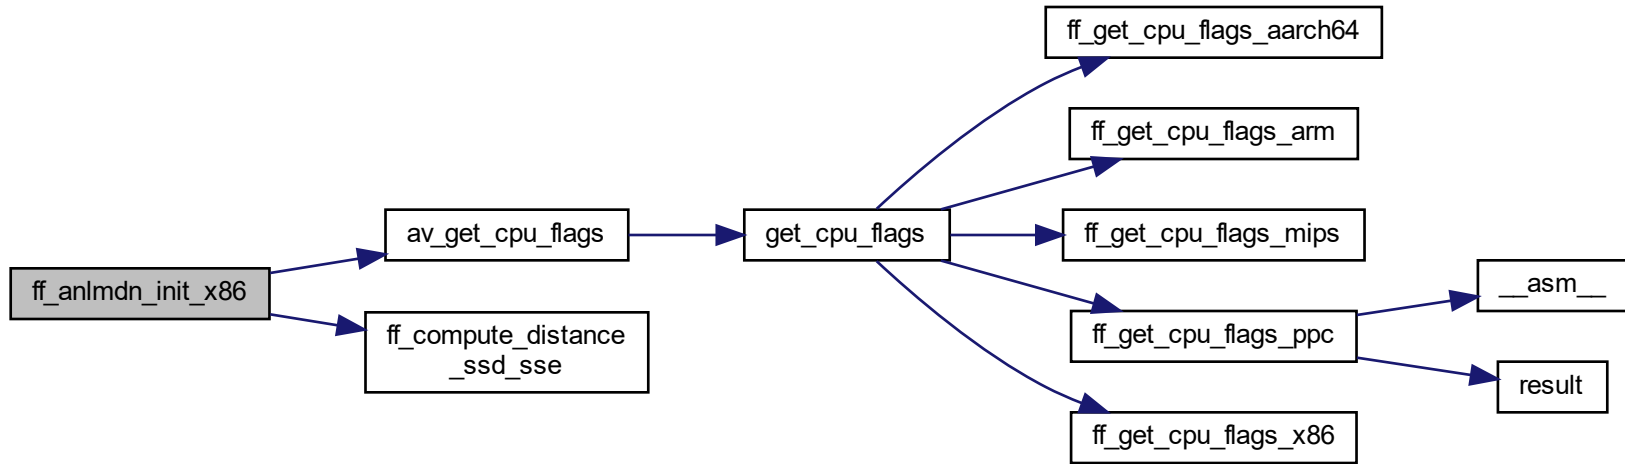 ff_anlmdn_init_x86
av_get_cpu_flags
ff_compute_distance
_ssd_sse
get_cpu_flags
ff_get_cpu_flags_aarch64
ff_get_cpu_flags_arm
ff_get_cpu_flags_mips
ff_get_cpu_flags_ppc
ff_get_cpu_flags_x86
__asm__
result